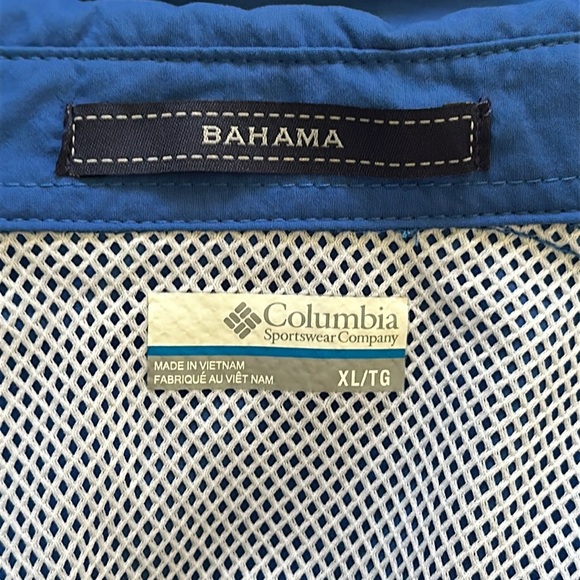 BAHAMA
Columbia
Sportswear Company
MADE IN VIETNAM
FABRIQUÉ AU VIÊT NAM
XL/TG